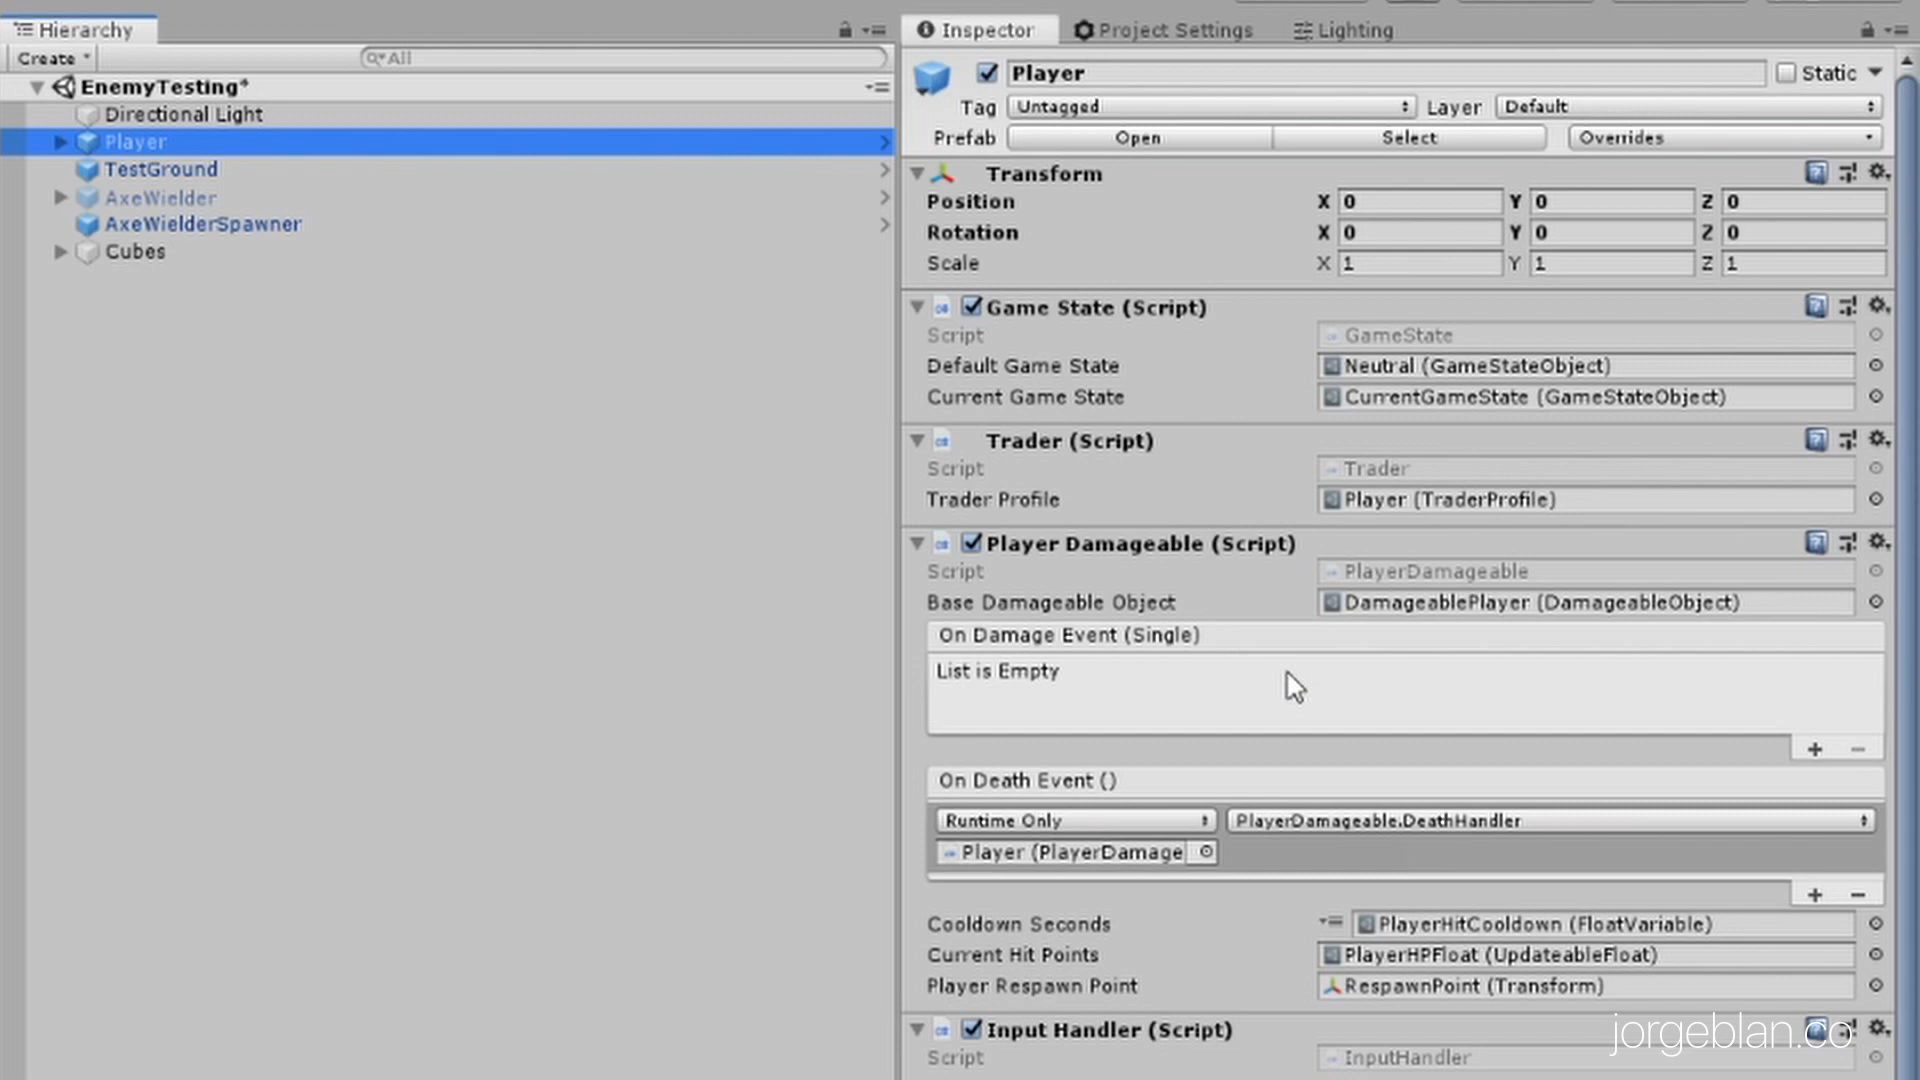 Hierarchy
Create
All
EnemyTesting*
Directional Light
Player
TestGround
AxeWielder
AxeWielderSpawner
Cubes
Inspector Project Settings Lighting
Player Static
Tag Untagged Layer Default
Prefab Open Select Overrides
Transform
Position X 0 Y 0 Z 0
Rotation X 0 Y 0 Z 0
Scale X 1 Y 1 Z 1
Game State (Script)
Script GameState
Default Game State Neutral (GameStateObject)
Current Game State CurrentGameState (GameStateObject)
Trader (Script)
Script Trader
Trader Profile Player (TraderProfile)
Player Damageable (Script)
Script PlayerDamageable
Base Damageable Object DamageablePlayer (DamageableObject)
On Damage Event (Single)
List is Empty
On Death Event ()
Runtime Only PlayerDamageable.DeathHandler
Player (PlayerDamage
Cooldown Seconds PlayerHitCooldown (FloatVariable)
Current Hit Points PlayerHPFloat (UpdateableFloat)
Player Respawn Point RespawnPoint (Transform)
Input Handler (Script)
Script InputHandler
jorgeblan.co